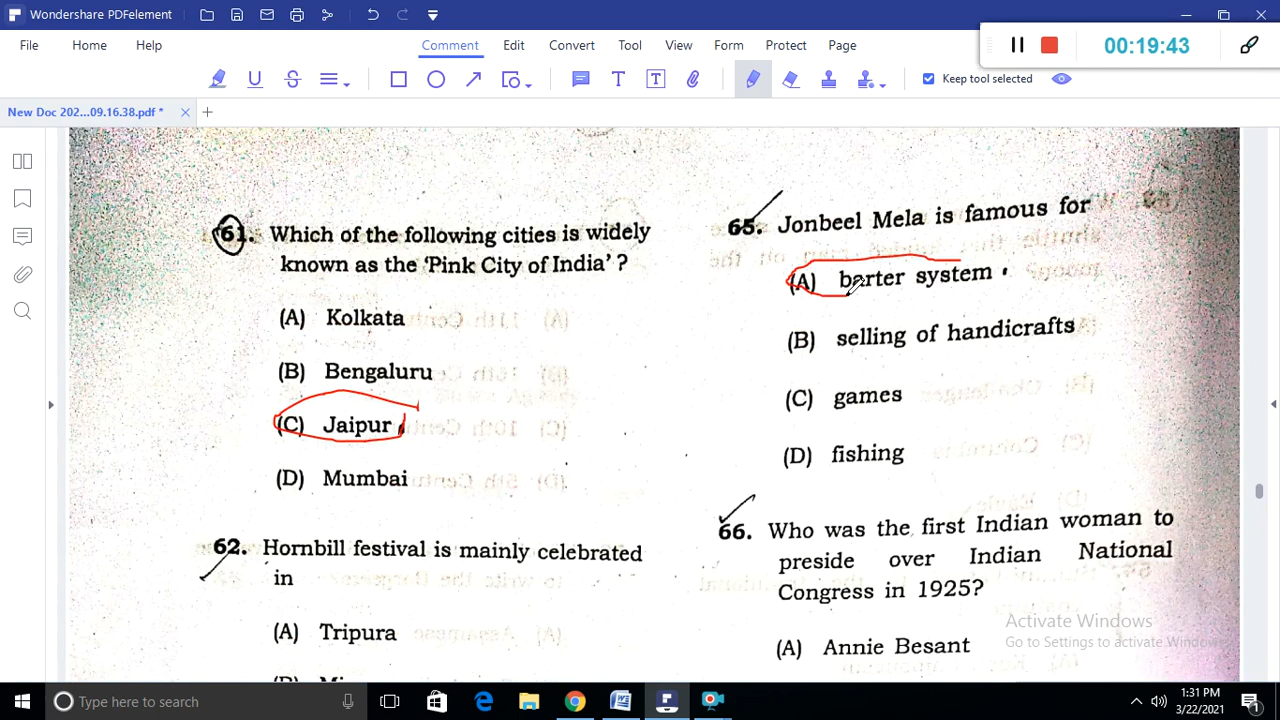 Wondershare PDFelement
File Home Help Comment Edit Convert Tool View Form Protect Page
00:19:43
Keep tool selected
New Doc 202...09.16.38.pdf *
61. Which of the following cities is widely
known as the 'Pink City of India' ?
(A) Kolkata
(B) Bengaluru
(C) Jaipur
(D) Mumbai
62. Hornbill festival is mainly celebrated
in
(A) Tripura
65. Jonbeel Mela is famous for
(A) barter system
(B) selling of handicrafts
(C) games
(D) fishing
66. Who was the first Indian woman to
preside over Indian National
Congress in 1925?
(A) Annie Besant
Activate Windows
Go to Settings to activate Windows.
Type here to search
1:31 PM
3/22/2021